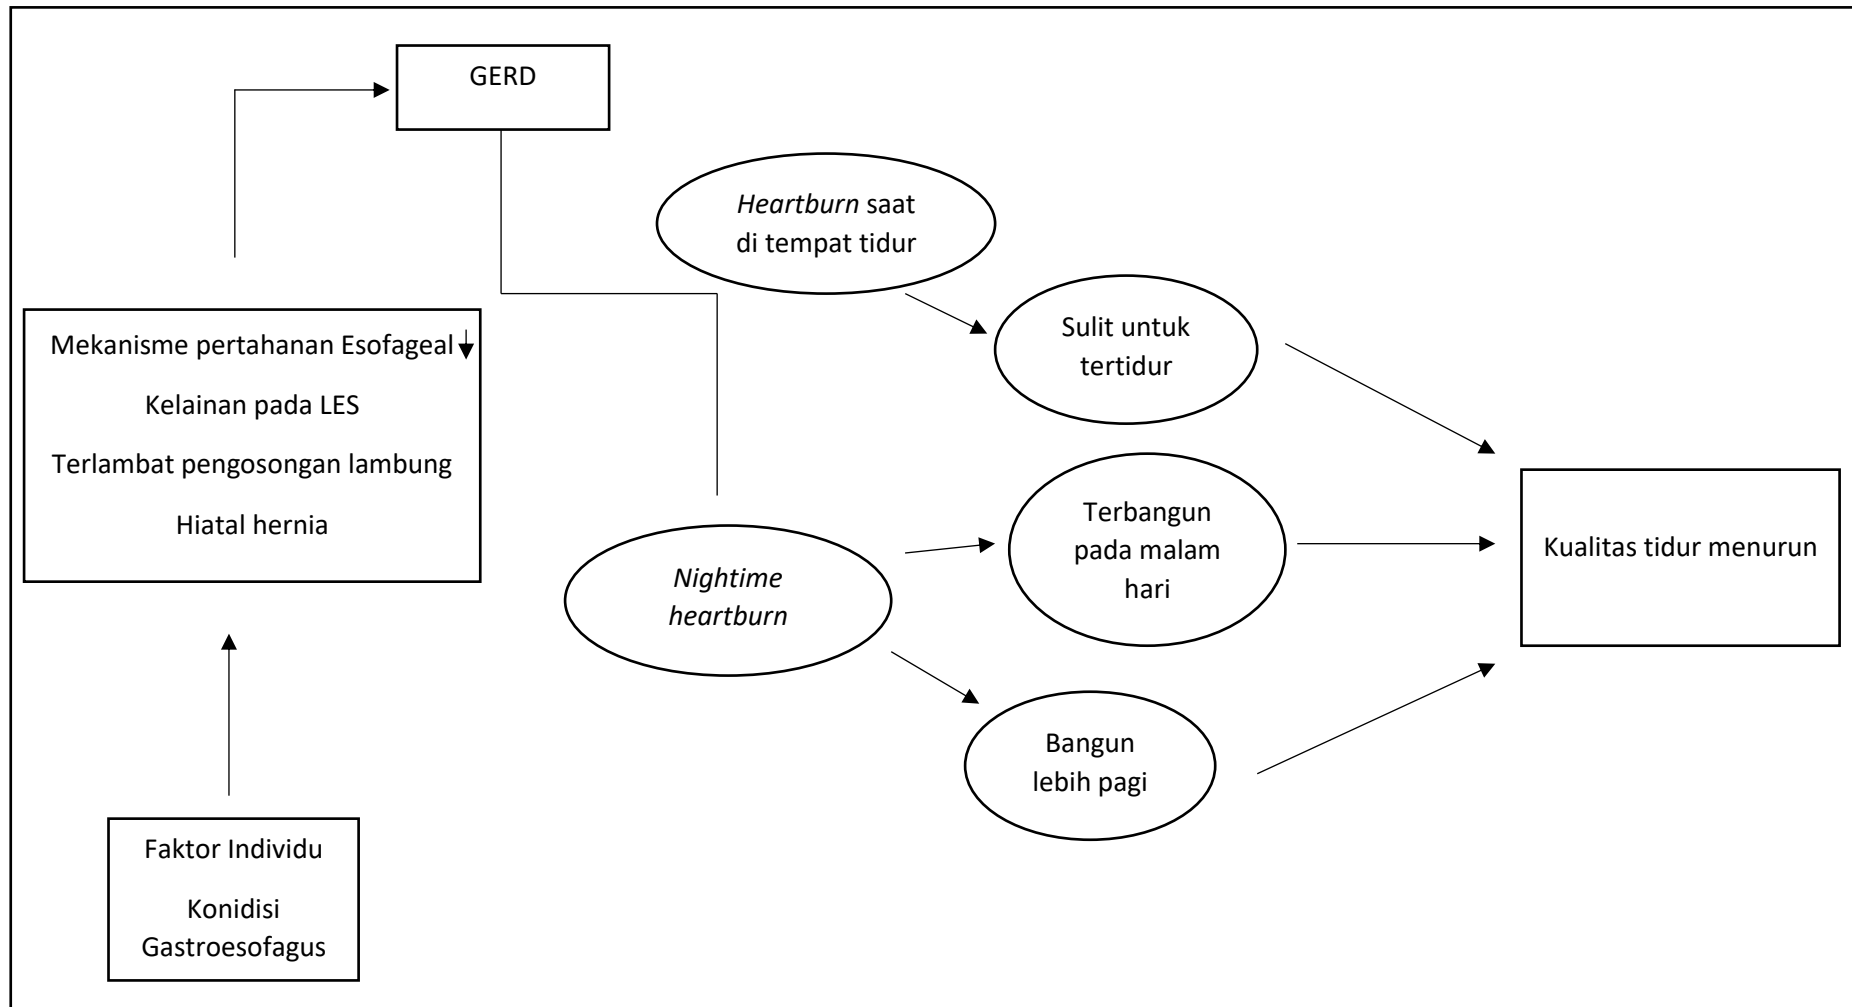 GERD
Heartburn saat
di tempat tidur
Sulit untuk
tertidur
Mekanisme pertahanan Esofageal
Kelainan pada LES
Terlambat pengosongan lambung
Hiatal hernia
Terbangun
pada malam
hari
Kualitas tidur menurun
Nightime
heartburn
Bangun
lebih pagi
Faktor Individu
Konidisi
Gastroesofagus